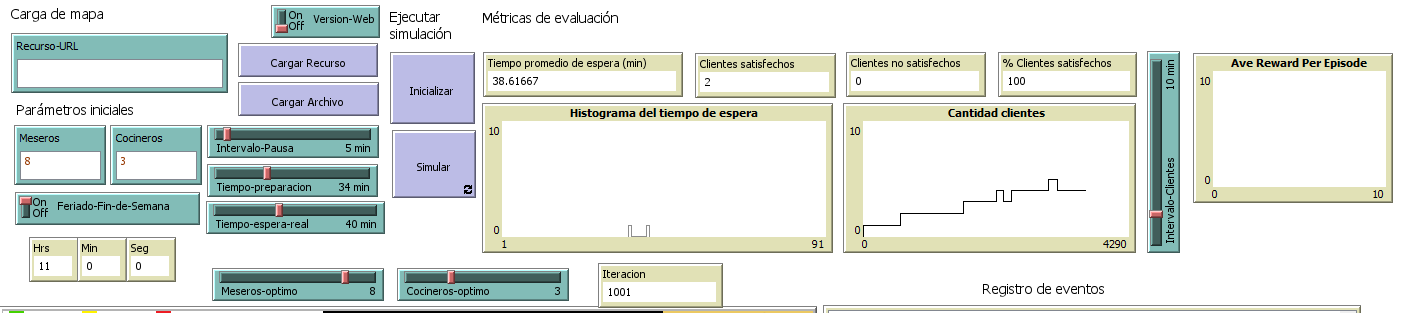 Carga de mapa
On
Off
Version-Web
Ejecutar
simulación
Métricas de evaluación
Recurso-URL
Cargar Recurso
Cargar Archivo
Inicializar
Simular
Tiempo promedio de espera (min)
38.61667
Clientes satisfechos
2
Clientes no satisfechos
0
% Clientes satisfechos
100
10 min
Intervalo-Clientes
Ave Reward Per Episode
10
0
0
10
Parámetros iniciales
Meseros
8
Cocineros
3
Intervalo-Pausa
5 min
Tiempo-preparacion
34 min
Tiempo-espera-real
40 min
On
Off
Feriado-Fin-de-Semana
Histograma del tiempo de espera
10
0
1
91
Cantidad clientes
10
0
0
4290
Hrs
11
Min
0
Seg
0
Meseros-optimo
8
Cocineros-optimo
3
Iteracion
1001
Registro de eventos